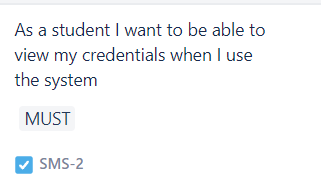 As a student I want to be able to
view my credentials when I use
the system
MUST
SMS-2